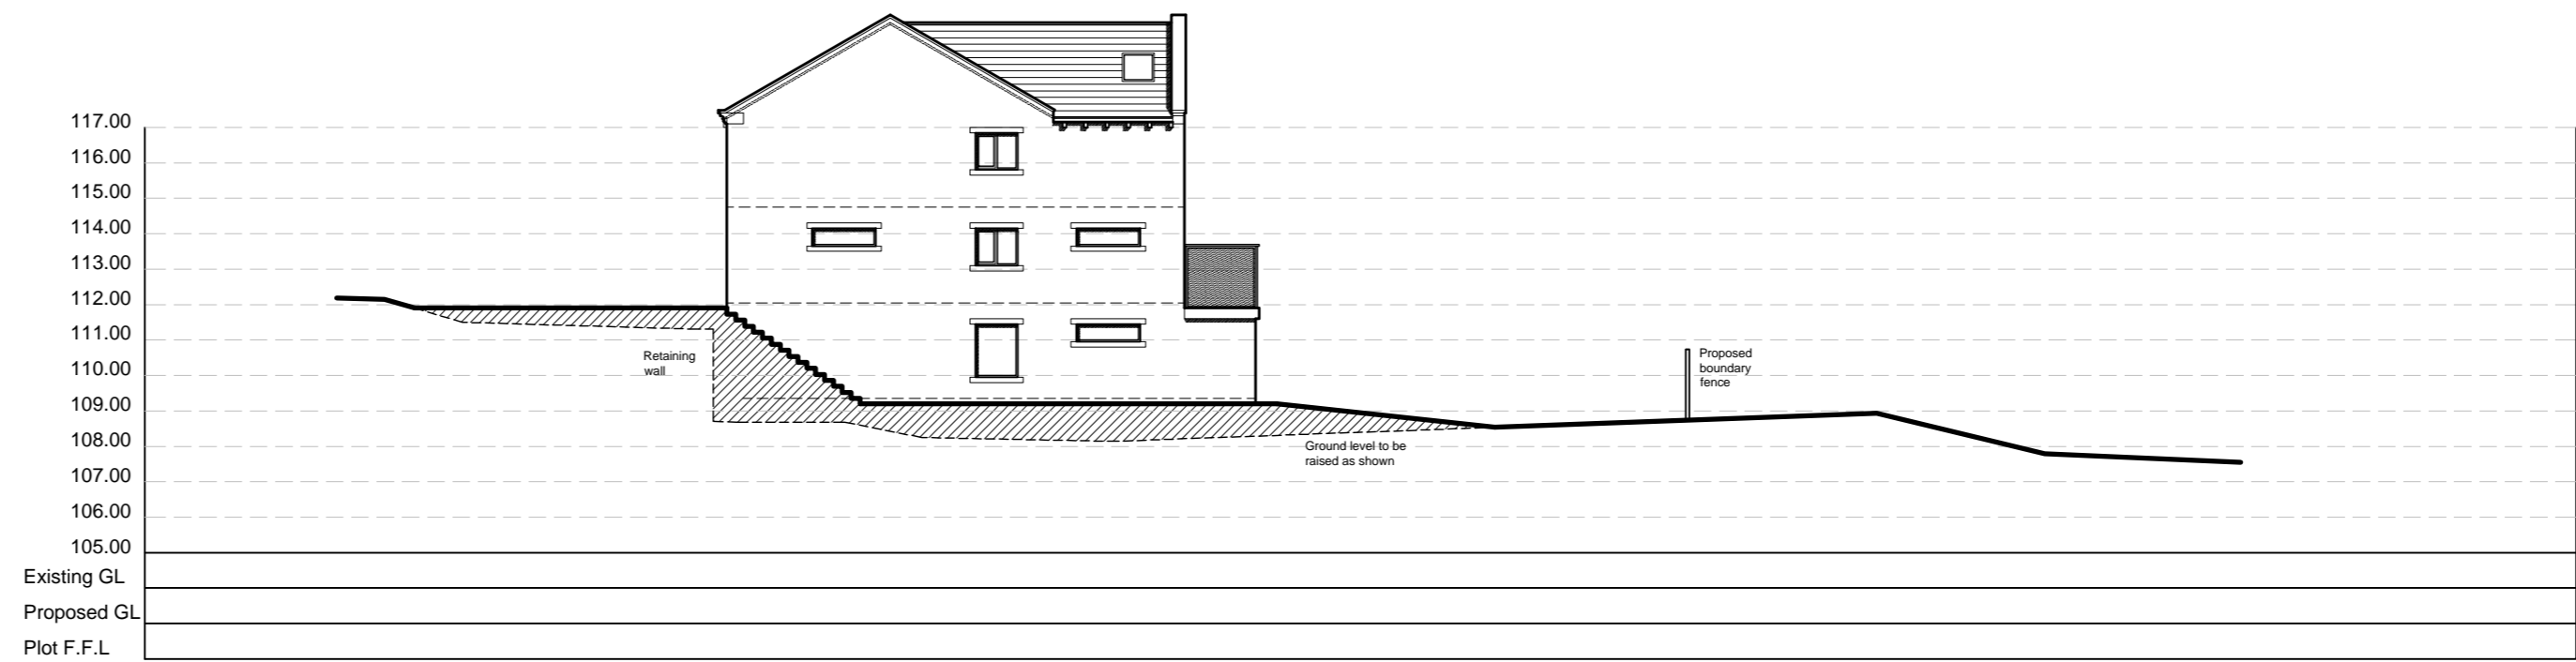 117.00
116.00
115.00
114.00
113.00
112.00
111.00
110.00
109.00
108.00
107.00
106.00
105.00
Existing GL
Proposed GL
Plot F.F.L
Retaining
wall
Proposed
boundary
fence
Ground level to be
raised as shown